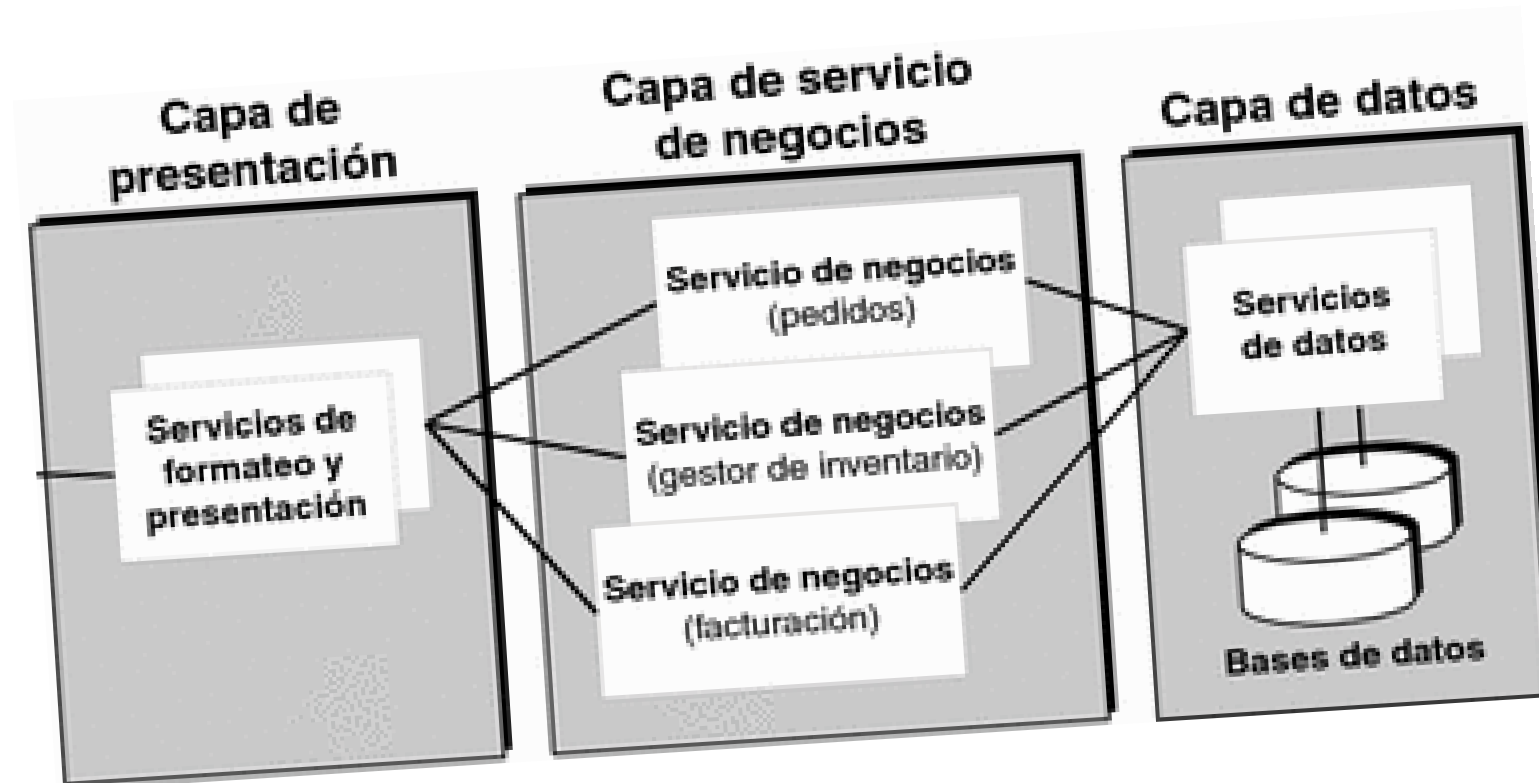 Capa de
presentación
Servicios de
formateo y
presentación
Capa de servicio
de negocios
Servicio de negocios
(pedidos)
Servicio de negocios
(gestor de inventario)
Servicio de negocios
(facturación)
Capa de datos
Servicios
de datos
Bases de datos